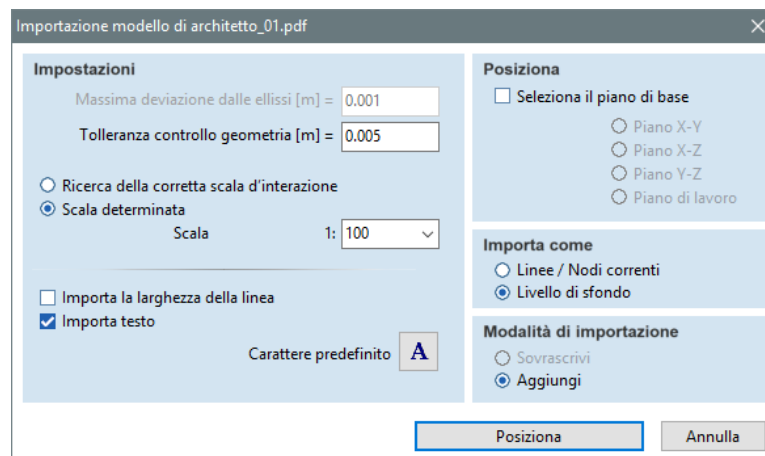 Importazione modello di architetto_01.pdf
Impostazioni
Massima deviazione dalle ellissi [m] = 0.001
Tolleranza controllo geometria [m] = 0.005
Ricerca della corretta scala d'interazione
Scala determinata
Scala 1: 100
Importa la larghezza della linea
Importa testo
Carattere predefinito A
Posiziona
Seleziona il piano di base
Piano X-Y
Piano X-Z
Piano Y-Z
Piano di lavoro
Importa come
Linee / Nodi correnti
Livello di sfondo
Modalità di importazione
Sovrascrivi
Aggiungi
Posiziona Annulla